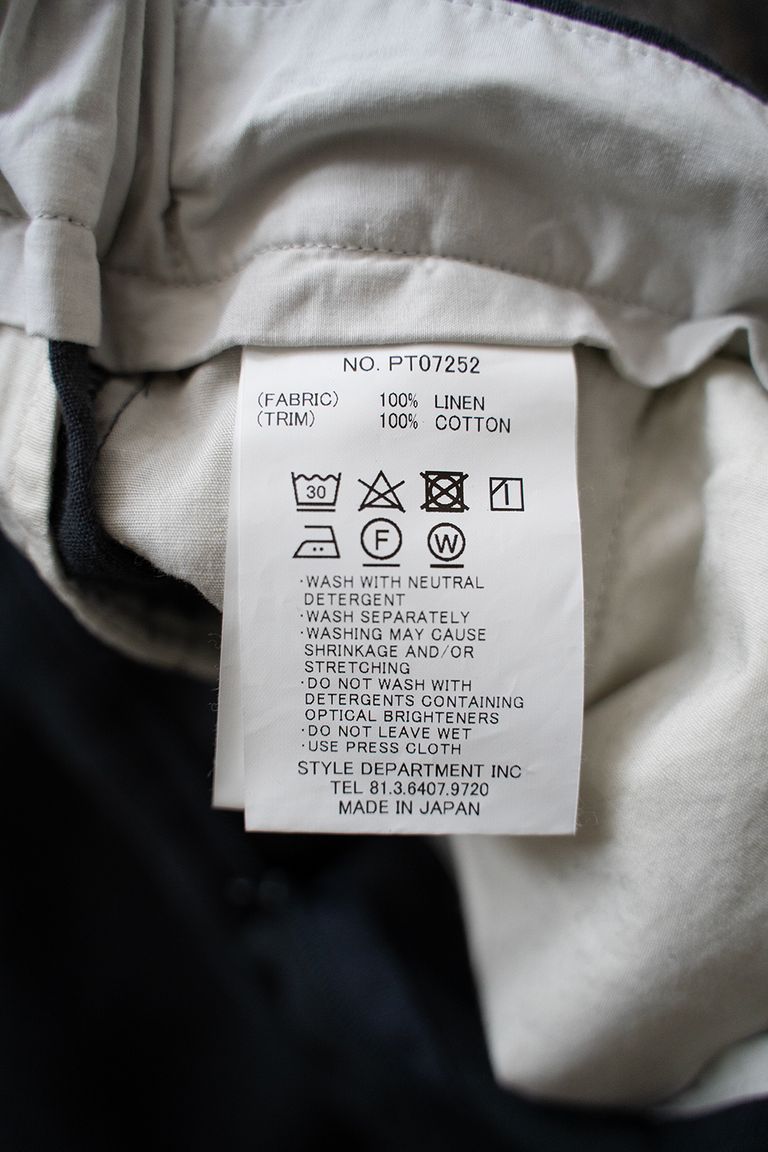 NO. PT07252
(FABRIC) 100% LINEN
(TRIM) 100% COTTON
30
F W
·WASH WITH NEUTRAL
DETERGENT
·WASH SEPARATELY
·WASHING MAY CAUSE
SHRINKAGE AND/OR
STRETCHING
·DO NOT WASH WITH
DETERGENTS CONTAINING
OPTICAL BRIGHTENERS
·DO NOT LEAVE WET
·USE PRESS CLOTH
STYLE DEPARTMENT INC
TEL 81.3.6407.9720
MADE IN JAPAN